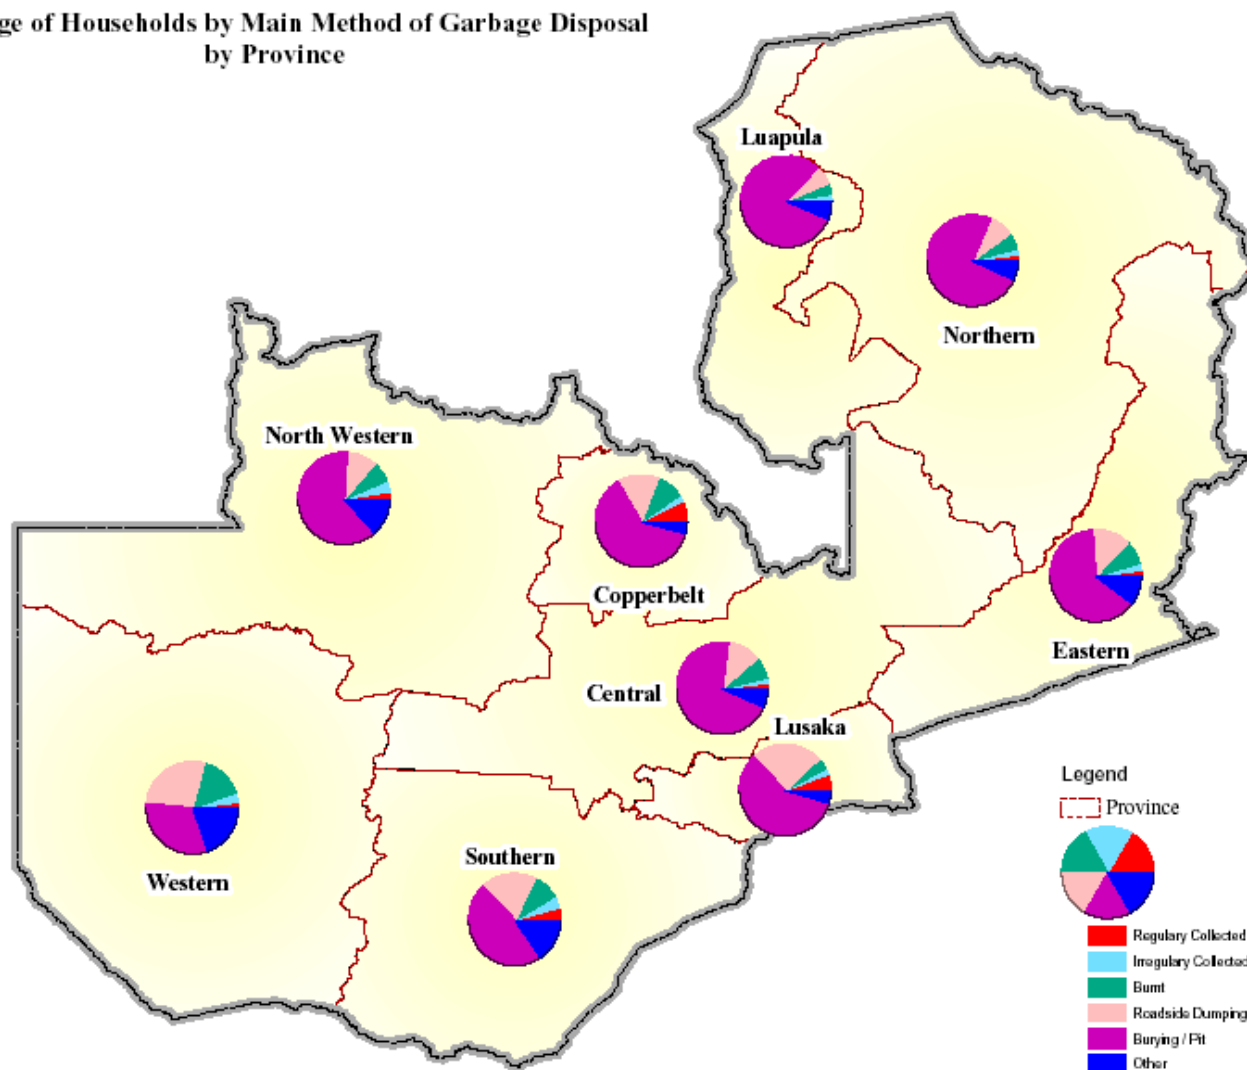 ge of Households by Main Method of Garbage Disposal
by Province
Luapula
Northern
North Western
Copperbelt
Eastern
Central
Lusaka
Western
Southern
Legend
Province
Regulary Collected
Irregulary Collected
Burnt
Roadside Dumping
Burying / Pit
Other